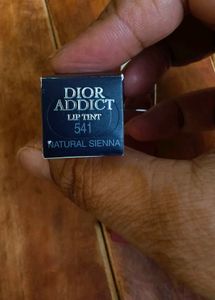 DIOR
ADDICT
LIP TINT
541
NATURAL SIENNA